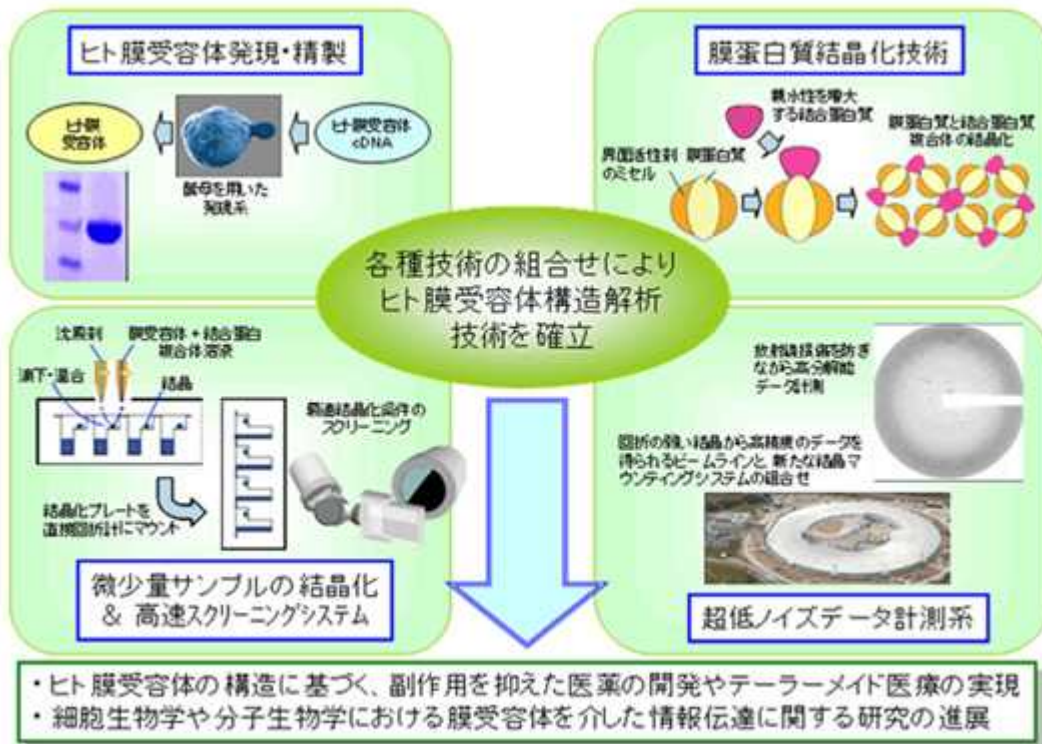 ヒト膜受容体発現・精製
ヒト膜
受容体
ヒト膜受容体
cDNA
酵母を用いた
発現系
膜蛋白質結晶化技術
親水性を増大
する結合蛋白質
界面活性剤
のミセル
膜蛋白質
膜蛋白質と結合蛋白質
複合体の結晶化
各種技術の組合せにより
ヒト膜受容体構造解析
技術を確立
沈殿剤
膜受容体+結合蛋白
複合体溶液
滴下・混合
結晶
最適結晶化条件の
スクリーニング
結晶化プレートを
直接回折計にマウント
微少量サンプルの結晶化
& 高速スクリーニングシステム
放射線損傷を防ぎ
ながら高分解能
データ計測
回折の弱い結晶から高精度のデータを
得られるビームラインと、新たな結晶マ
ウンティングシステムの組合せ
超低ノイズデータ計測系
・ヒト膜受容体の構造に基づく、副作用を抑えた医薬の開発やテーラーメイド医療の実現
・細胞生物学や分子生物学における膜受容体を介した情報伝達に関する研究の進展